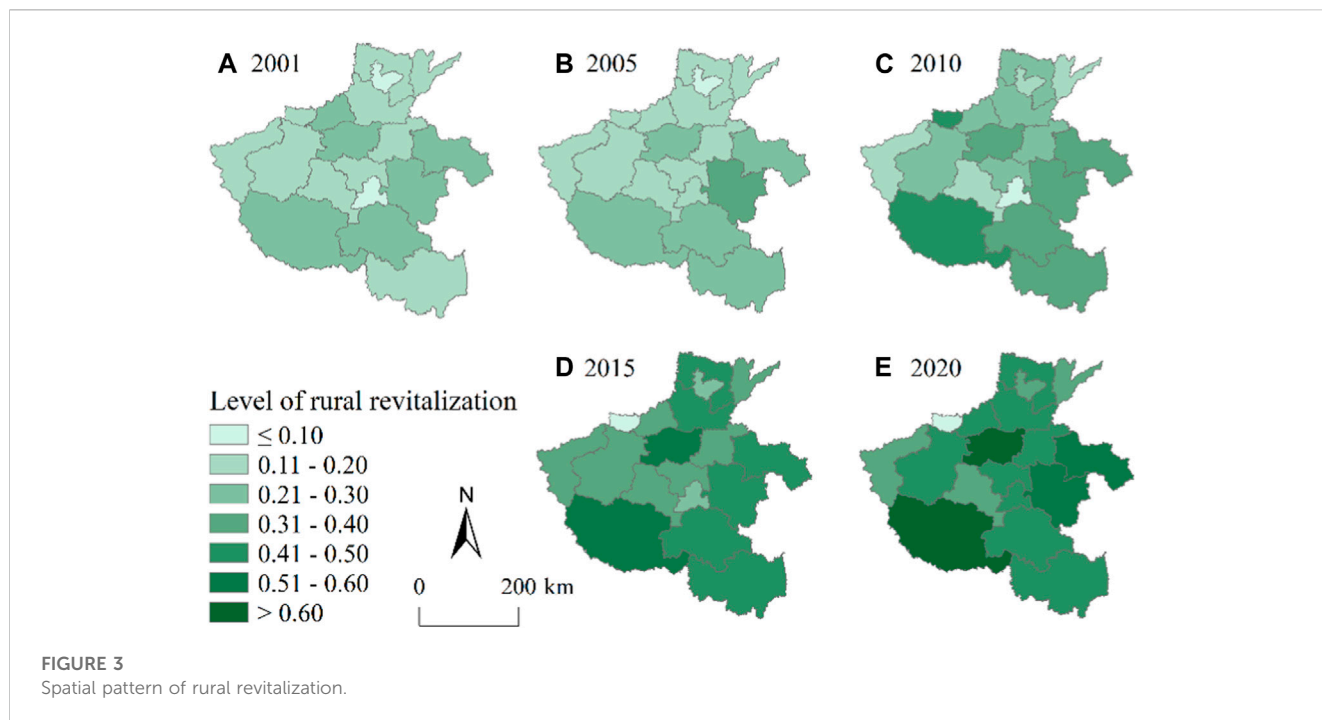 A 2001
B 2005
C 2010
D 2015
E 2020
Level of rural revitalization
≤ 0.10
0.11 - 0.20
0.21 - 0.30
0.31 - 0.40
0.41 - 0.50
0.51 - 0.60
> 0.60
N
0 200 km
FIGURE 3
Spatial pattern of rural revitalization.